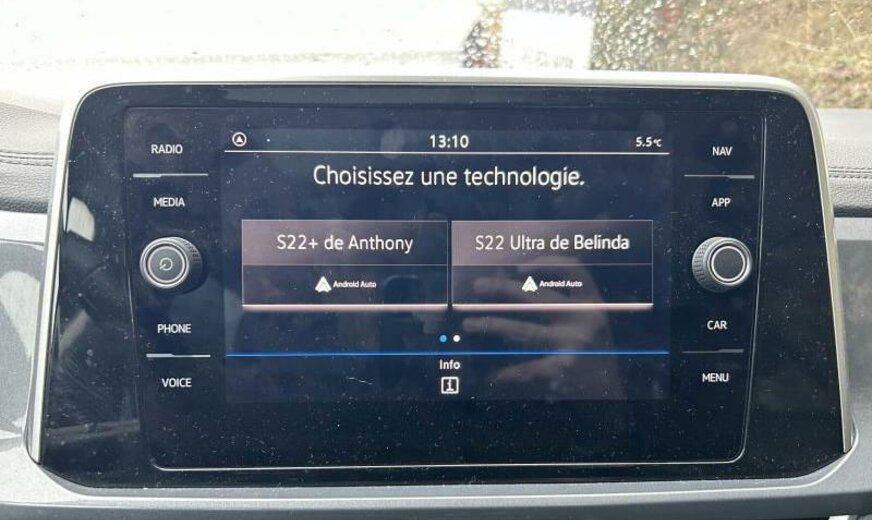 RADIO
MEDIA
PHONE
VOICE
13:10
5.5°C
Choisissez une technologie.
S22+ de Anthony
Android Auto
S22 Ultra de Belinda
Android Auto
Info
NAV
APP
CAR
MENU